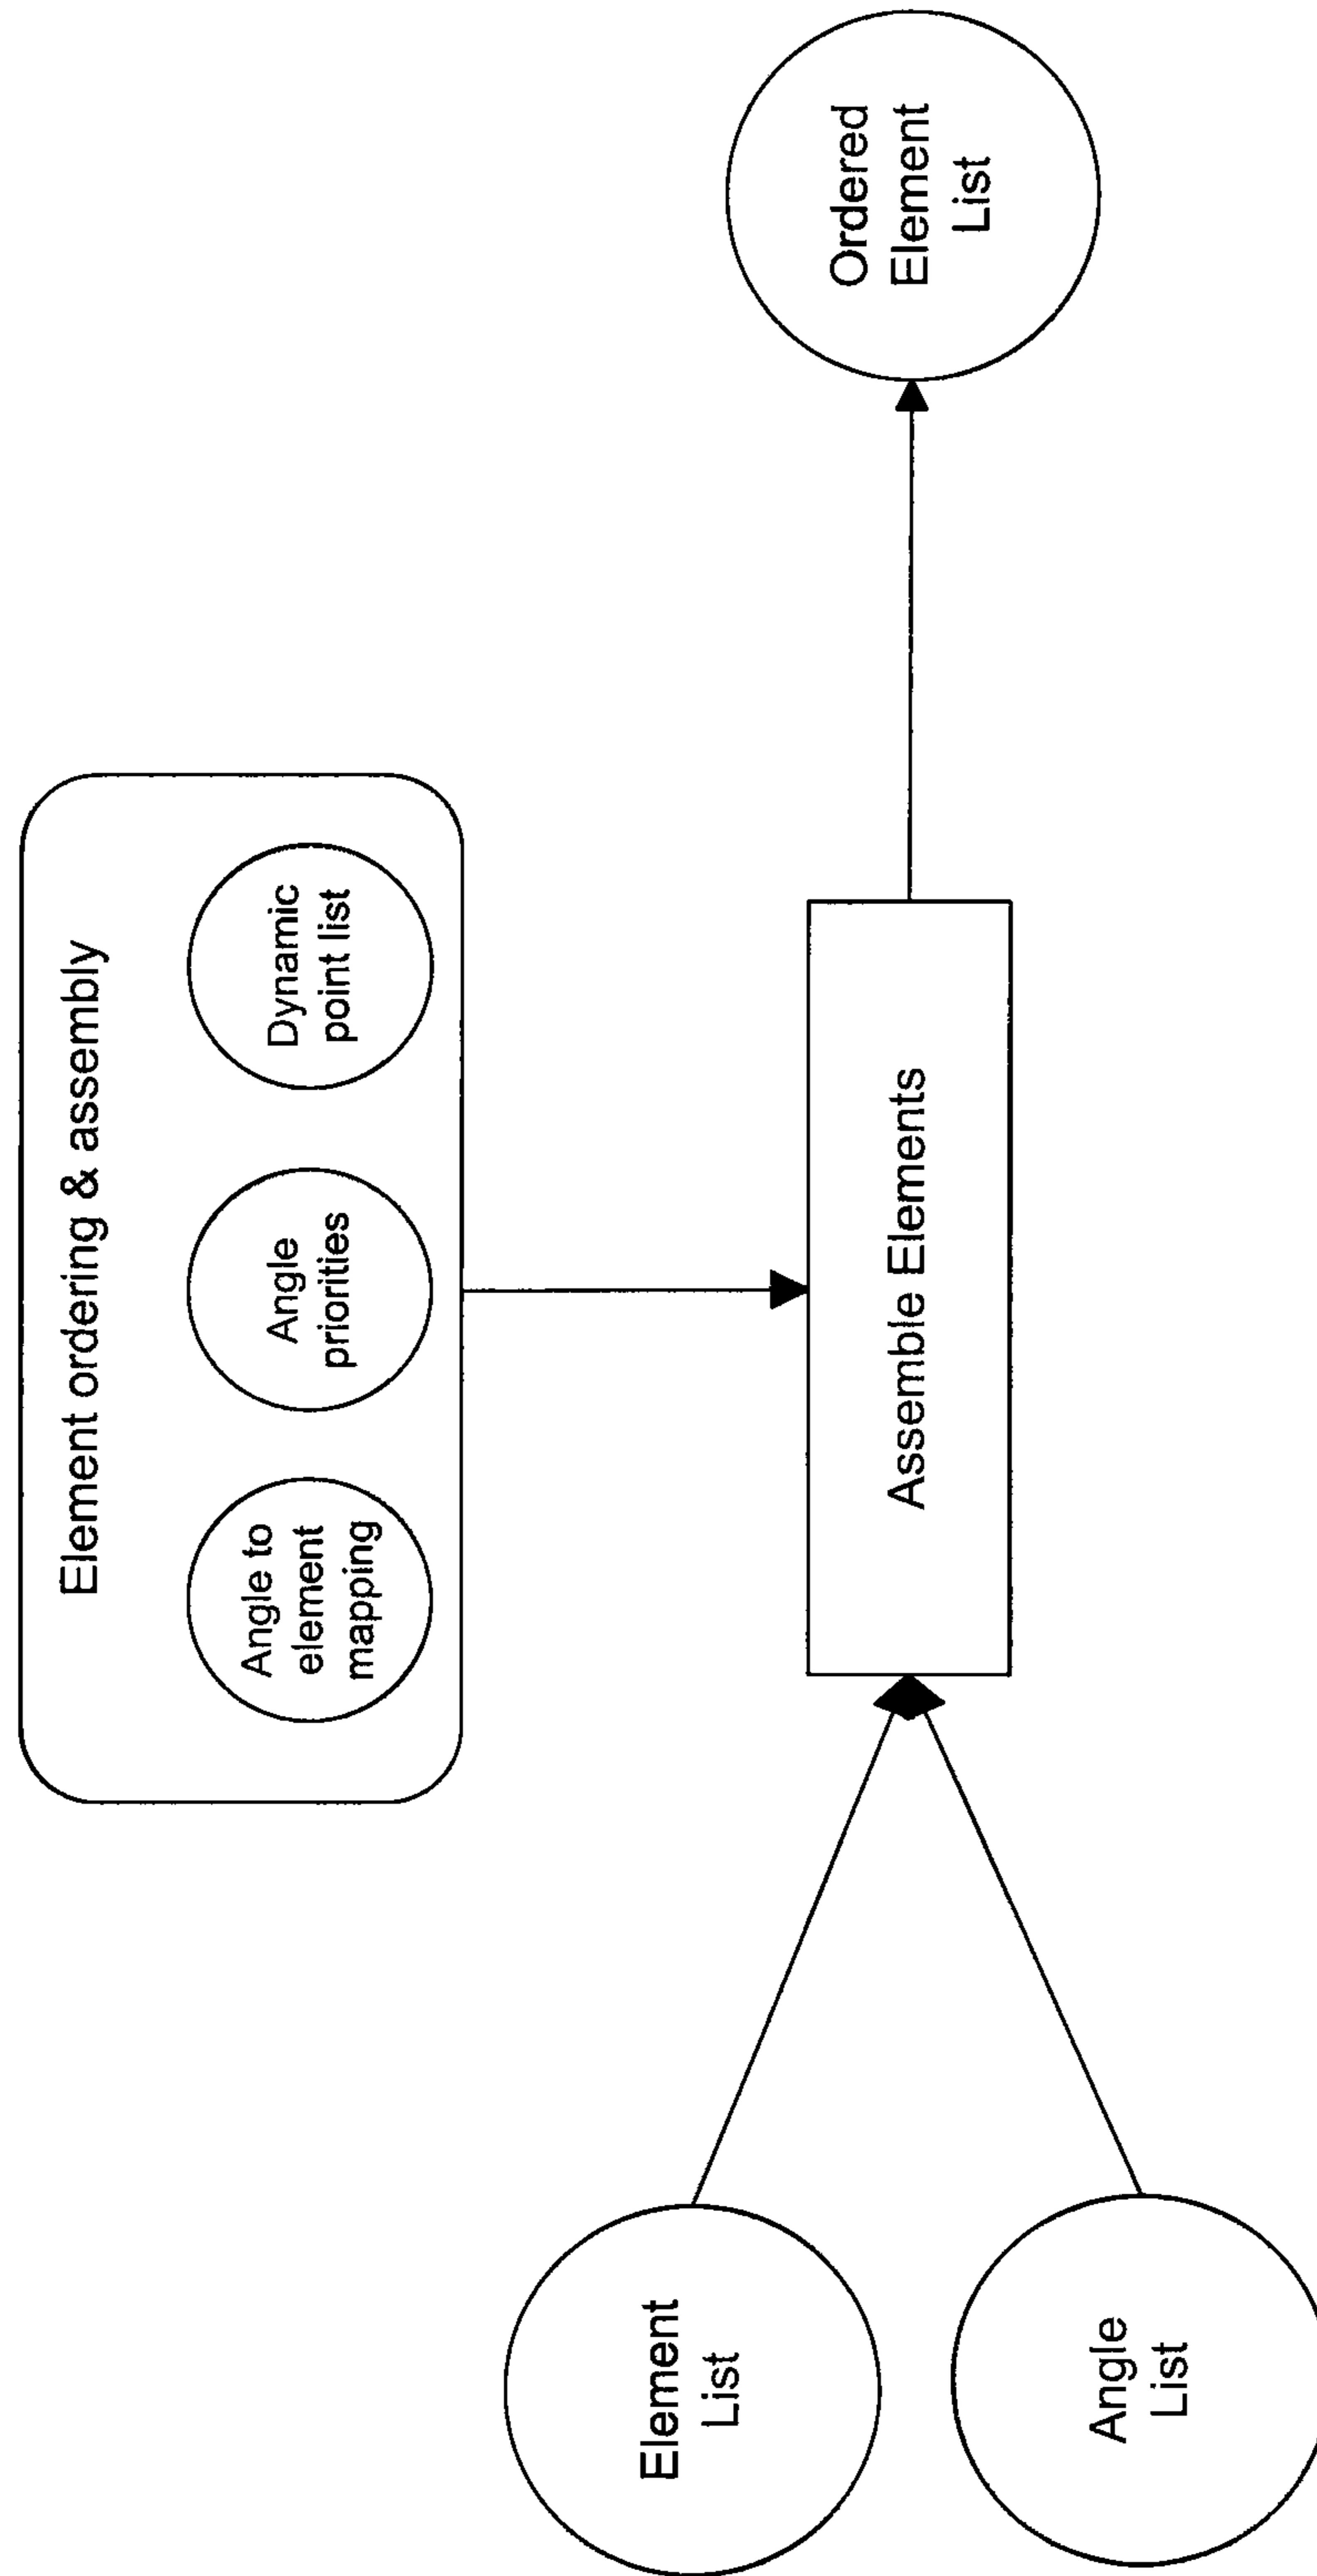 Element ordering & assembly
Angle to
element
mapping
Angle
priorities
Dynamic
point list
Element
List
Angle
List
Assemble Elements
Ordered
Element
List